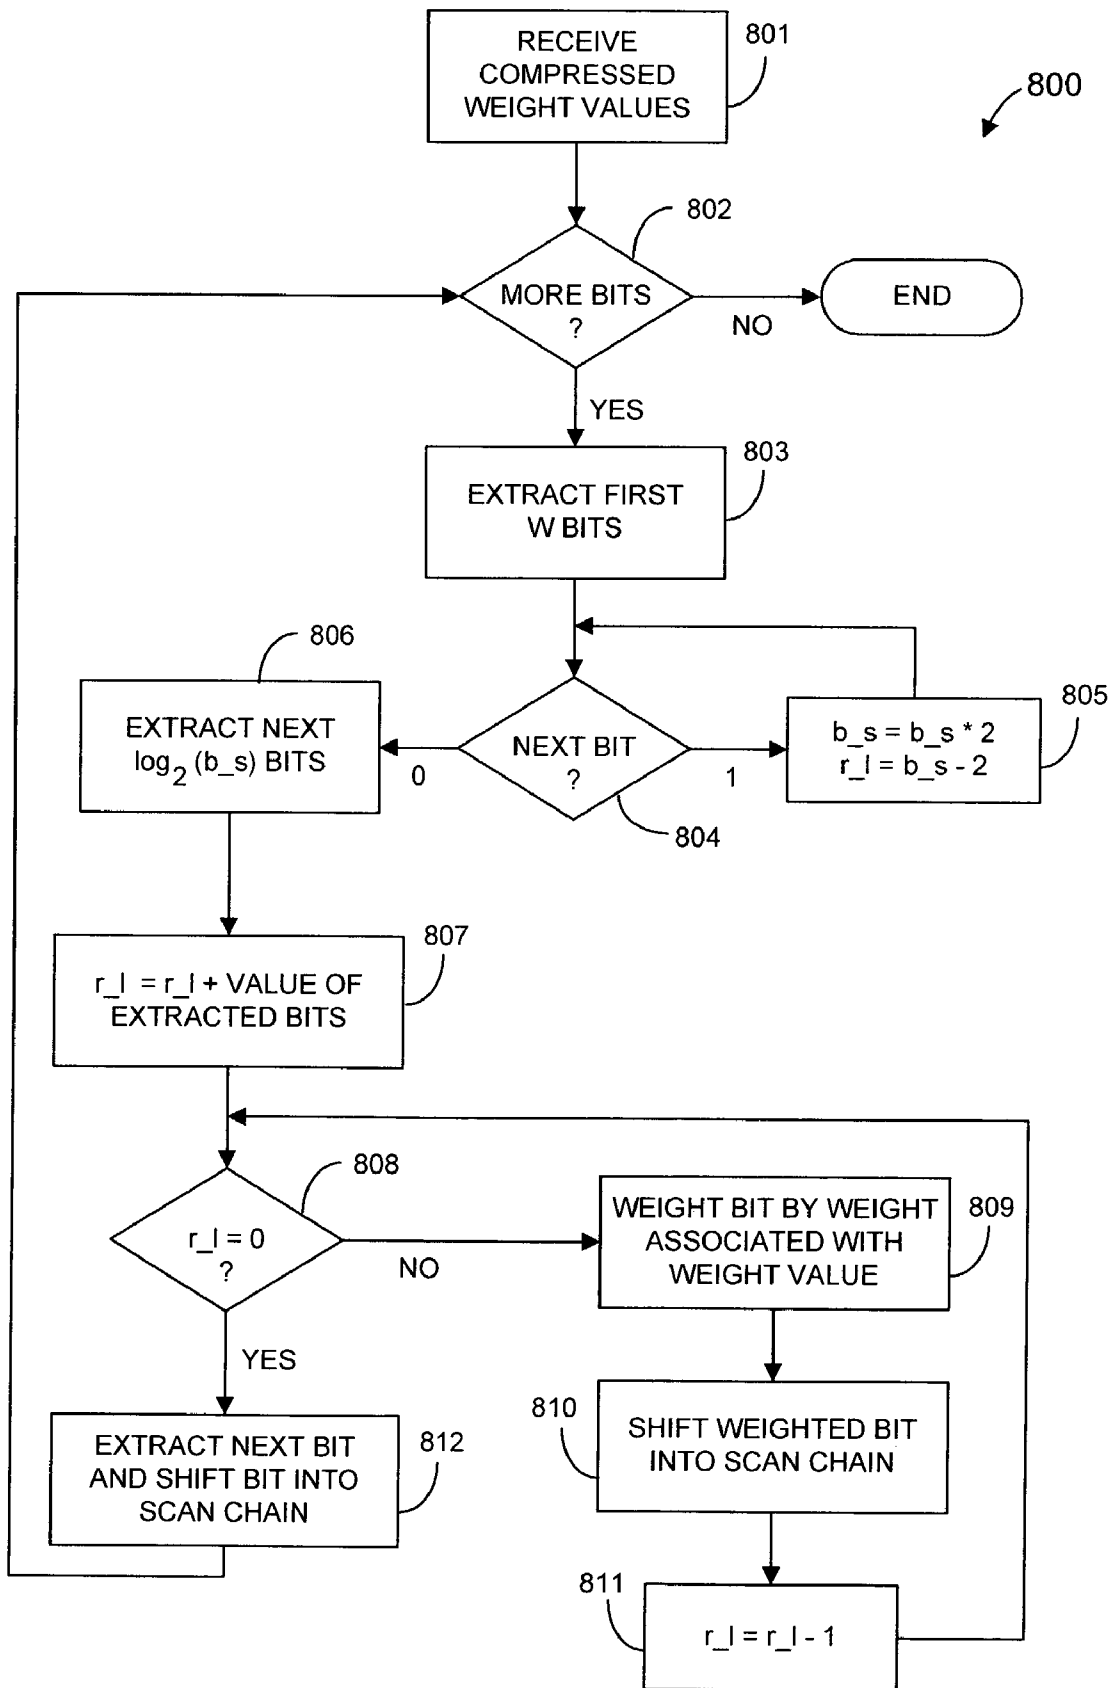 RECEIVE
COMPRESSED
WEIGHT VALUES
801
800
802
MORE BITS
?
NO
END
YES
803
EXTRACT FIRST
W BITS
806
EXTRACT NEXT
log2 (b_s) BITS
0
NEXT BIT
?
1
804
b_s = b_s * 2
r_l = b_s - 2
805
807
r_l = r_l + VALUE OF
EXTRACTED BITS
808
r_l = 0
?
NO
YES
WEIGHT BIT BY WEIGHT
ASSOCIATED WITH
WEIGHT VALUE
809
810
SHIFT WEIGHTED BIT
INTO SCAN CHAIN
EXTRACT NEXT BIT
AND SHIFT BIT INTO
SCAN CHAIN
812
811
r_l = r_l - 1